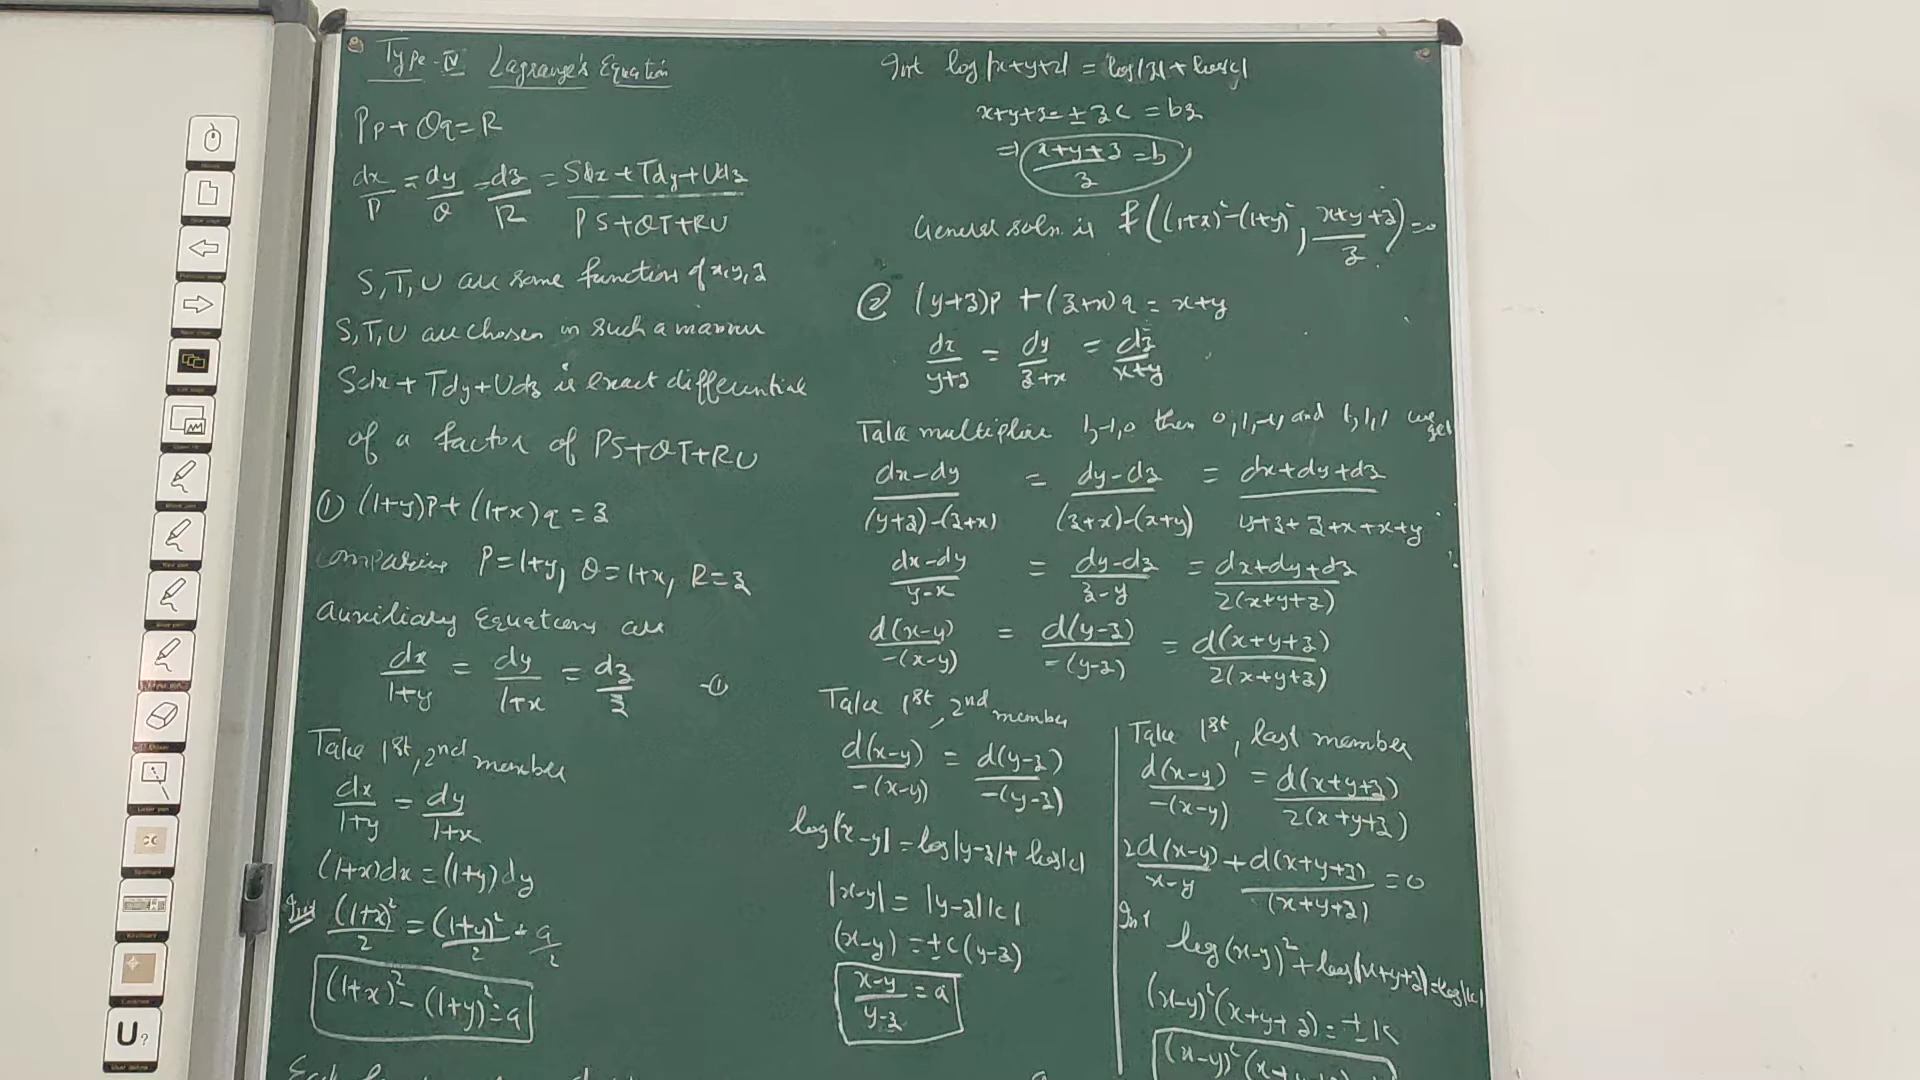 Type-IV Lagrange's Equation
Pp + Qq = R
dx/P = dy/Q = dz/R = (Sdx + Tdy + Udz)/(PS + QT + RU)
S, T, U are some function of x, y, z
S, T, U are chosen in such a manner
Sdx + Tdy + Udz is exact differential
of a factor of PS + QT + RU
① (1+y)p + (1+x)q = z
comparing P = 1+y, Q = 1+x, R = z
Auxiliary Equations are
dx/(1+y) = dy/(1+x) = dz/z -①
Take 1st, 2nd member
dx/(1+y) = dy/(1+x)
(1+x)dx = (1+y)dy
Int (1+x)²/2 = (1+y)²/2 + a/2
(1+x)² - (1+y)² = a
Int log|x+y+z| = log|z| + log|c|
x+y+z = ± zc = bz
⇒ (x+y+z)/z = b
General soln is f((1+x)² - (1+y)², (x+y+z)/z) = 0
② (y+z)p + (z+x)q = x+y
dx/(y+z) = dy/(z+x) = dz/(x+y)
Take multiplier 1,-1,0 then 0,1,-1 and 1,1,1 we get
(dx-dy)/((y+z)-(z+x)) = (dy-dz)/((z+x)-(x+y)) = (dx+dy+dz)/(y+z+z+x+x+y)
(dx-dy)/(y-x) = (dy-dz)/(z-y) = (dx+dy+dz)/(2(x+y+z))
d(x-y)/(-(x-y)) = d(y-z)/(-(y-z)) = d(x+y+z)/(2(x+y+z))
Take 1st, 2nd member
d(x-y)/(-(x-y)) = d(y-z)/(-(y-z))
log|x-y| = log|y-z| + log|c|
|x-y| = |y-z||c|
(x-y) = ±c(y-z)
(x-y)/(y-z) = a
Take 1st, last member
d(x-y)/(-(x-y)) = d(x+y+z)/(2(x+y+z))
2d(x-y)/(x-y) + d(x+y+z)/(x+y+z) = 0
Int
log(x-y)² + log|x+y+z| = log|k|
(x-y)²(x+y+z) = ±k
U?